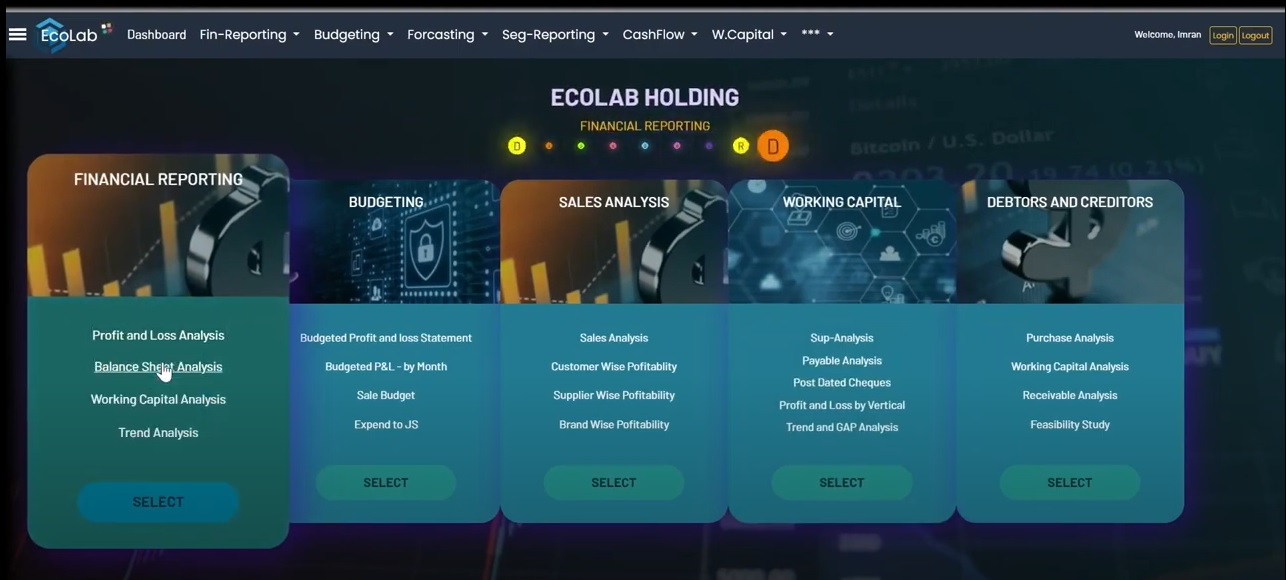 EcoLab
Dashboard Fin-Reporting Budgeting Forcasting Seg-Reporting CashFlow W.Capital ***
Welcome, Imran Login Logout
ECOLAB HOLDING
FINANCIAL REPORTING
D R D
Bitcoin / U.S. Dollar
FINANCIAL REPORTING
Profit and Loss Analysis
Balance Sheet Analysis
Working Capital Analysis
Trend Analysis
SELECT
BUDGETING
Budgeted Profit and loss Statement
Budgeted P&L - by Month
Sale Budget
Expend to JS
SELECT
SALES ANALYSIS
Sales Analysis
Customer Wise Pofitablity
Supplier Wise Pofitability
Brand Wise Pofitability
SELECT
WORKING CAPITAL
Sup-Analysis
Payable Analysis
Post Dated Cheques
Profit and Loss by Vertical
Trend and GAP Analysis
SELECT
DEBTORS AND CREDITORS
Purchase Analysis
Working Capital Analysis
Receivable Analysis
Feasibility Study
SELECT